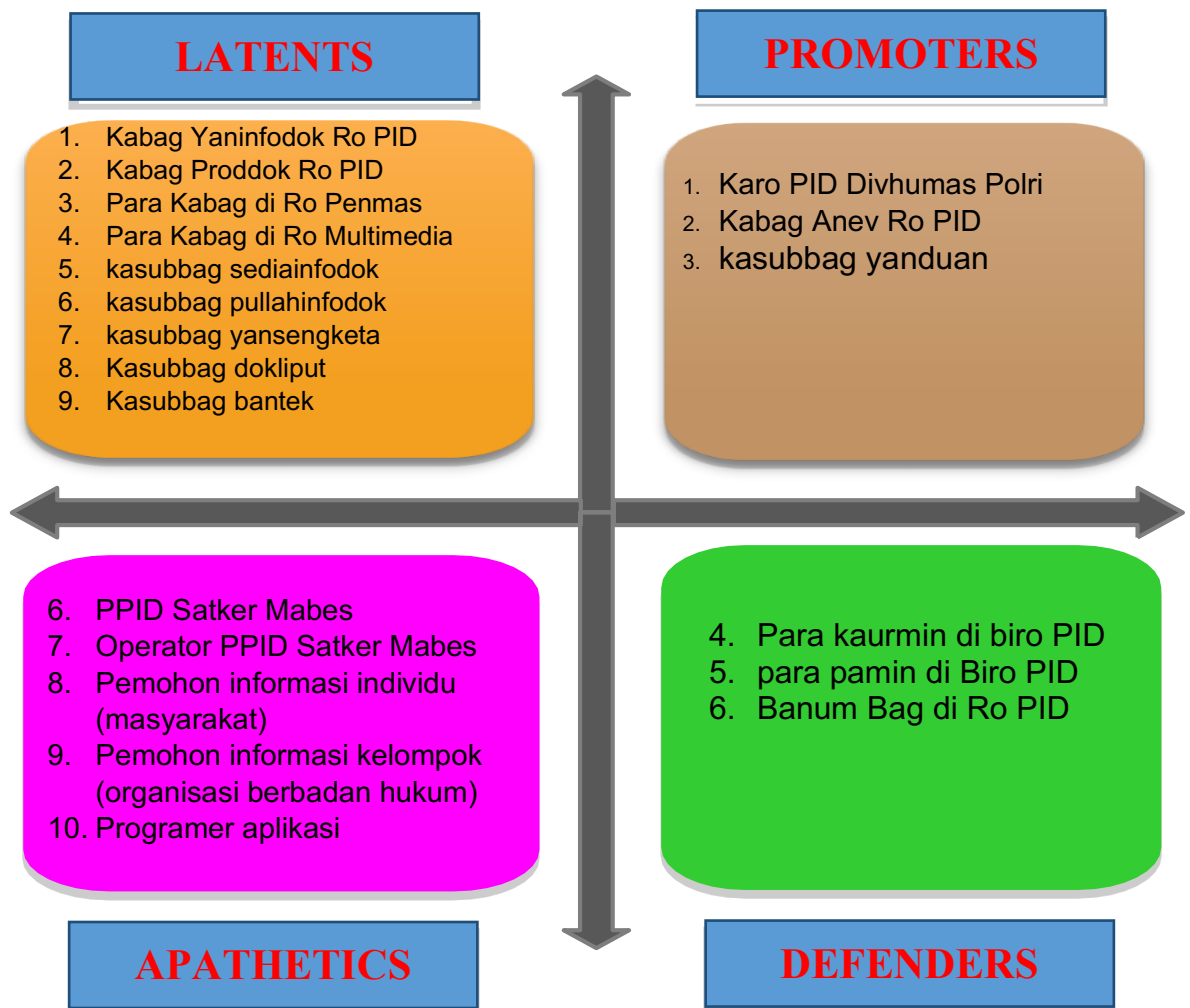 LATENTS
1. Kabag Yaninfodok Ro PID
2. Kabag Proddok Ro PID
3. Para Kabag di Ro Penmas
4. Para Kabag di Ro Multimedia
5. kasubbag sediainfodok
6. kasubbag pullahinfodok
7. kasubbag yansengketa
8. Kasubbag dokliput
9. Kasubbag bantek
PROMOTERS
1. Karo PID Divhumas Polri
2. Kabag Anev Ro PID
3. kasubbag yanduan
6. PPID Satker Mabes
7. Operator PPID Satker Mabes
8. Pemohon informasi individu
(masyarakat)
9. Pemohon informasi kelompok
(organisasi berbadan hukum)
10. Programer aplikasi
APATHETICS
4. Para kaurmin di biro PID
5. para pamin di Biro PID
6. Banum Bag di Ro PID
DEFENDERS